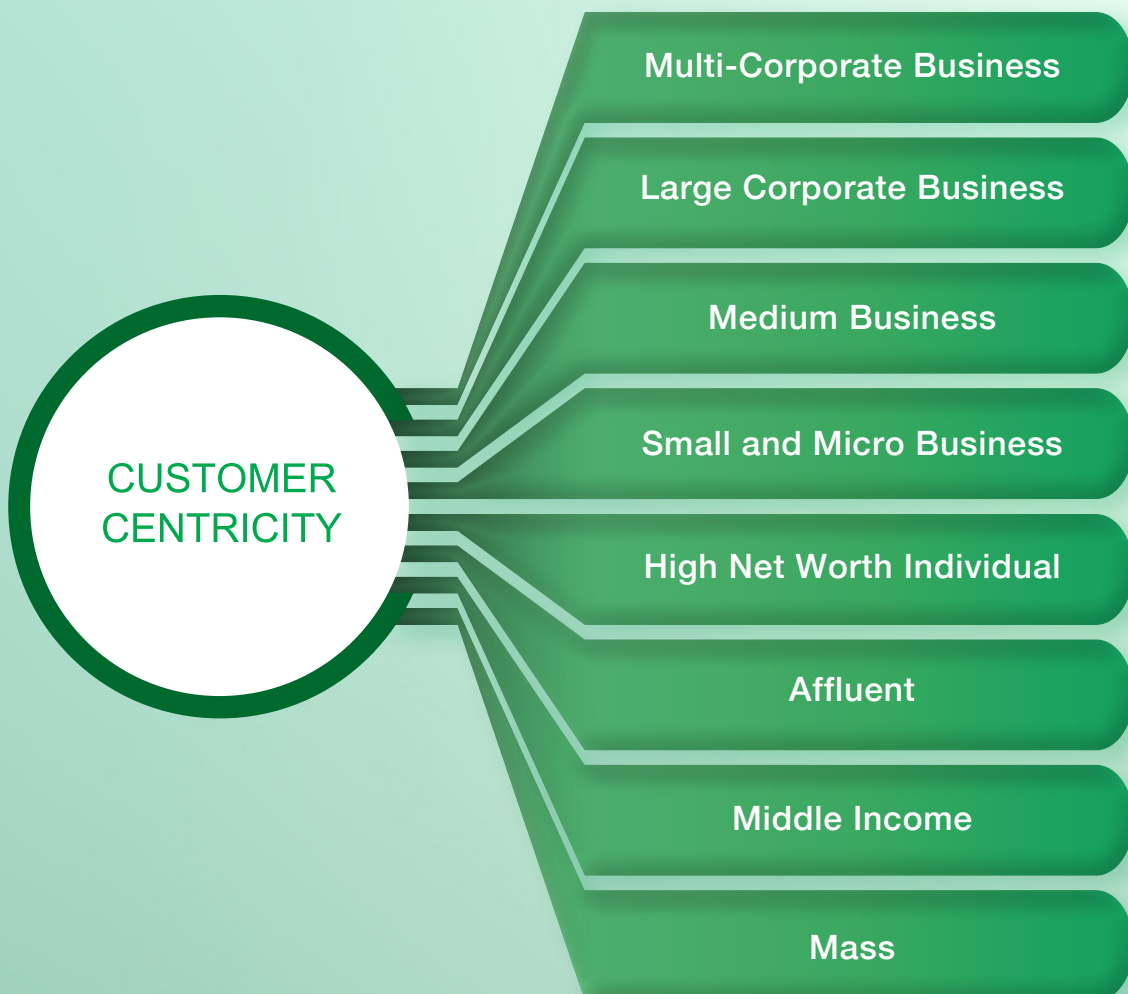 CUSTOMER
CENTRICITY
Multi-Corporate Business
Large Corporate Business
Medium Business
Small and Micro Business
High Net Worth Individual
Affluent
Middle Income
Mass